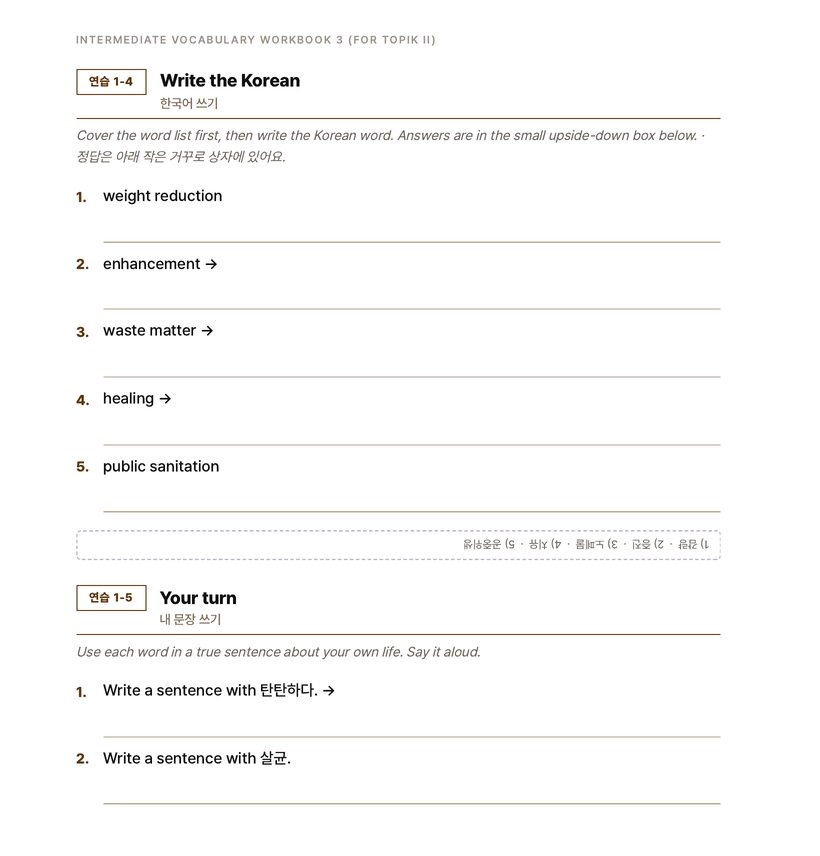 INTERMEDIATE VOCABULARY WORKBOOK 3 (FOR TOPIK II)
연습 1-4
Write the Korean
한국어 쓰기
Cover the word list first, then write the Korean word. Answers are in the small upside-down box below. ·
정답은 아래 작은 거꾸로 상자에 있어요.
1. weight reduction
2. enhancement →
3. waste matter →
4. healing →
5. public sanitation
1) 감량 · 2) 증진 · 3) 노폐물 · 4) 치유 · 5) 공중위생
연습 1-5
Your turn
내 문장 쓰기
Use each word in a true sentence about your own life. Say it aloud.
1. Write a sentence with 탄탄하다. →
2. Write a sentence with 살균.